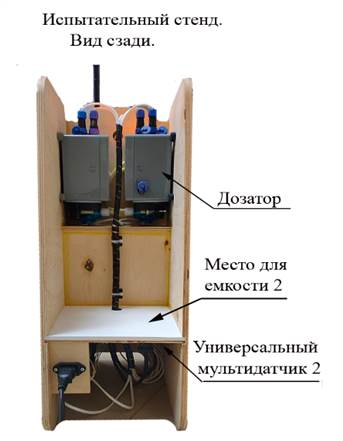 Испытательный стенд.
Вид сзади.
Дозатор
Место для
емкости 2
Универсальный
мультидатчик 2